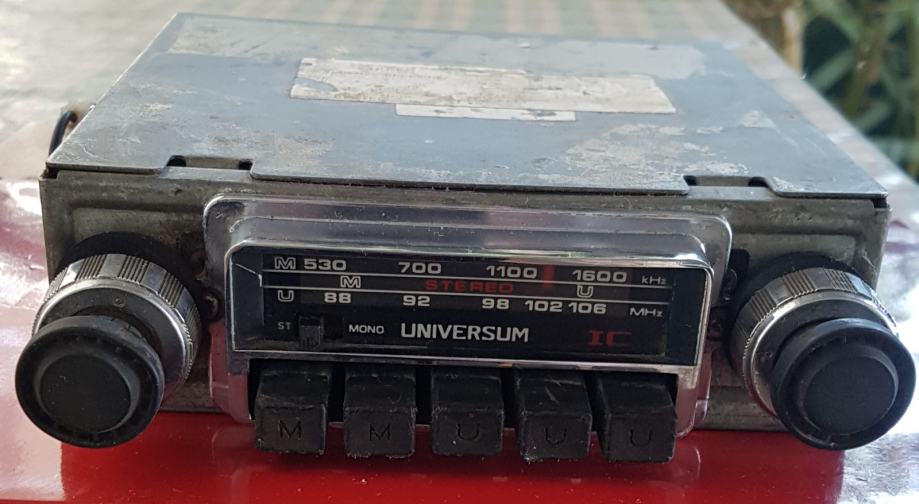 M 530 700 1100 1600 kHz
M STEREO U
U 88 92 98 102 106 MHz
ST MONO UNIVERSUM IC
M M U U U